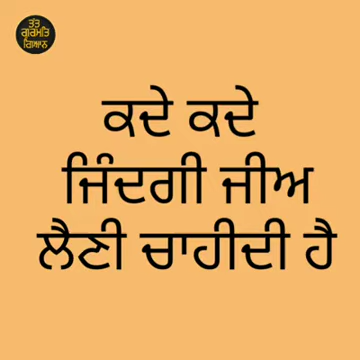 ਤੱਤ
ਗੁਰਮਤਿ
ਗਿਆਨ
ਕਦੇ ਕਦੇ
ਜਿੰਦਗੀ ਜੀਅ
ਲੈਣੀ ਚਾਹੀਦੀ ਹੈ